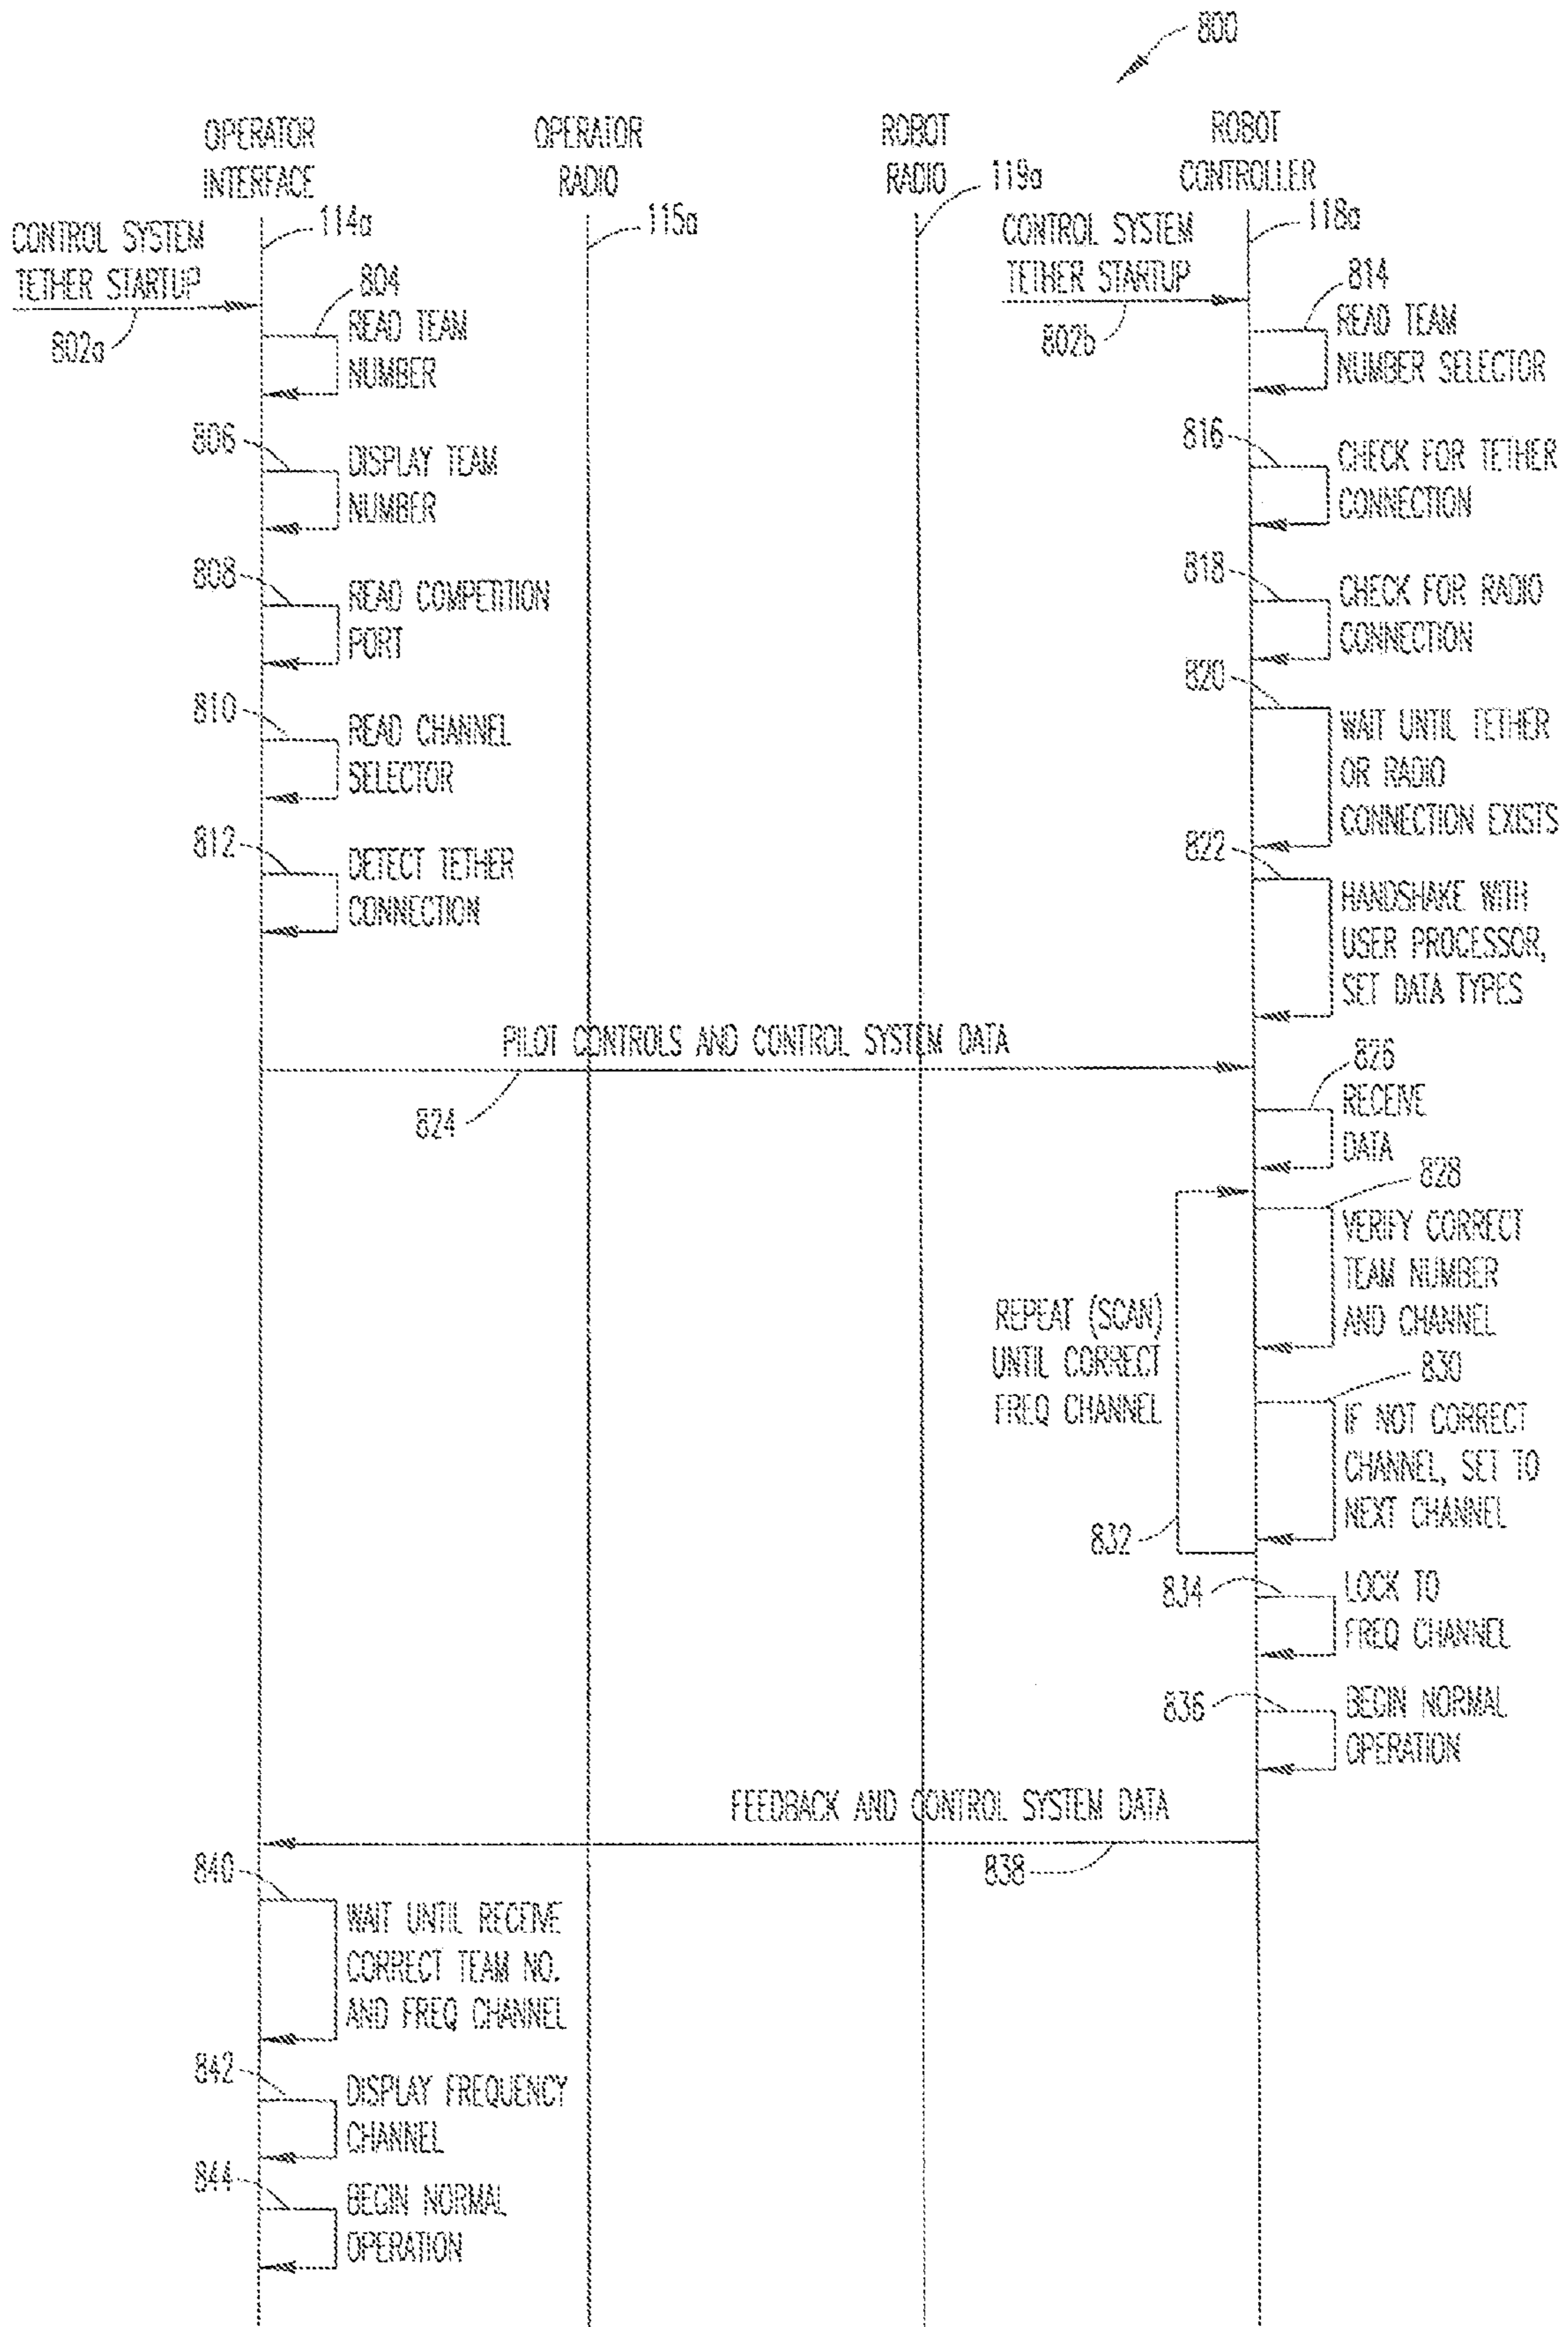 800
OPERATOR
INTERFACE
OPERATOR
RADIO
ROBOT
RADIO
ROBOT
CONTROLLER
114a
115a
119a
118a
CONTROL SYSTEM
TETHER STARTUP
802a
CONTROL SYSTEM
TETHER STARTUP
802b
804
READ TEAM
NUMBER
806
DISPLAY TEAM
NUMBER
808
READ COMPETITION
PORT
810
READ CHANNEL
SELECTOR
812
DETECT TETHER
CONNECTION
814
READ TEAM
NUMBER SELECTOR
816
CHECK FOR TETHER
CONNECTION
818
CHECK FOR RADIO
CONNECTION
820
WAIT UNTIL TETHER
OR RADIO
CONNECTION EXISTS
822
HANDSHAKE WITH
USER PROCESSOR,
SET DATA TYPES
PILOT CONTROLS AND CONTROL SYSTEM DATA
824
826
RECEIVE
DATA
828
VERIFY CORRECT
TEAM NUMBER
AND CHANNEL
REPEAT (SCAN)
UNTIL CORRECT
FREQ CHANNEL
832
830
IF NOT CORRECT
CHANNEL, SET TO
NEXT CHANNEL
834
LOCK TO
FREQ CHANNEL
836
BEGIN NORMAL
OPERATION
FEEDBACK AND CONTROL SYSTEM DATA
838
840
WAIT UNTIL RECEIVE
CORRECT TEAM NO.
AND FREQ CHANNEL
842
DISPLAY FREQUENCY
CHANNEL
844
BEGIN NORMAL
OPERATION